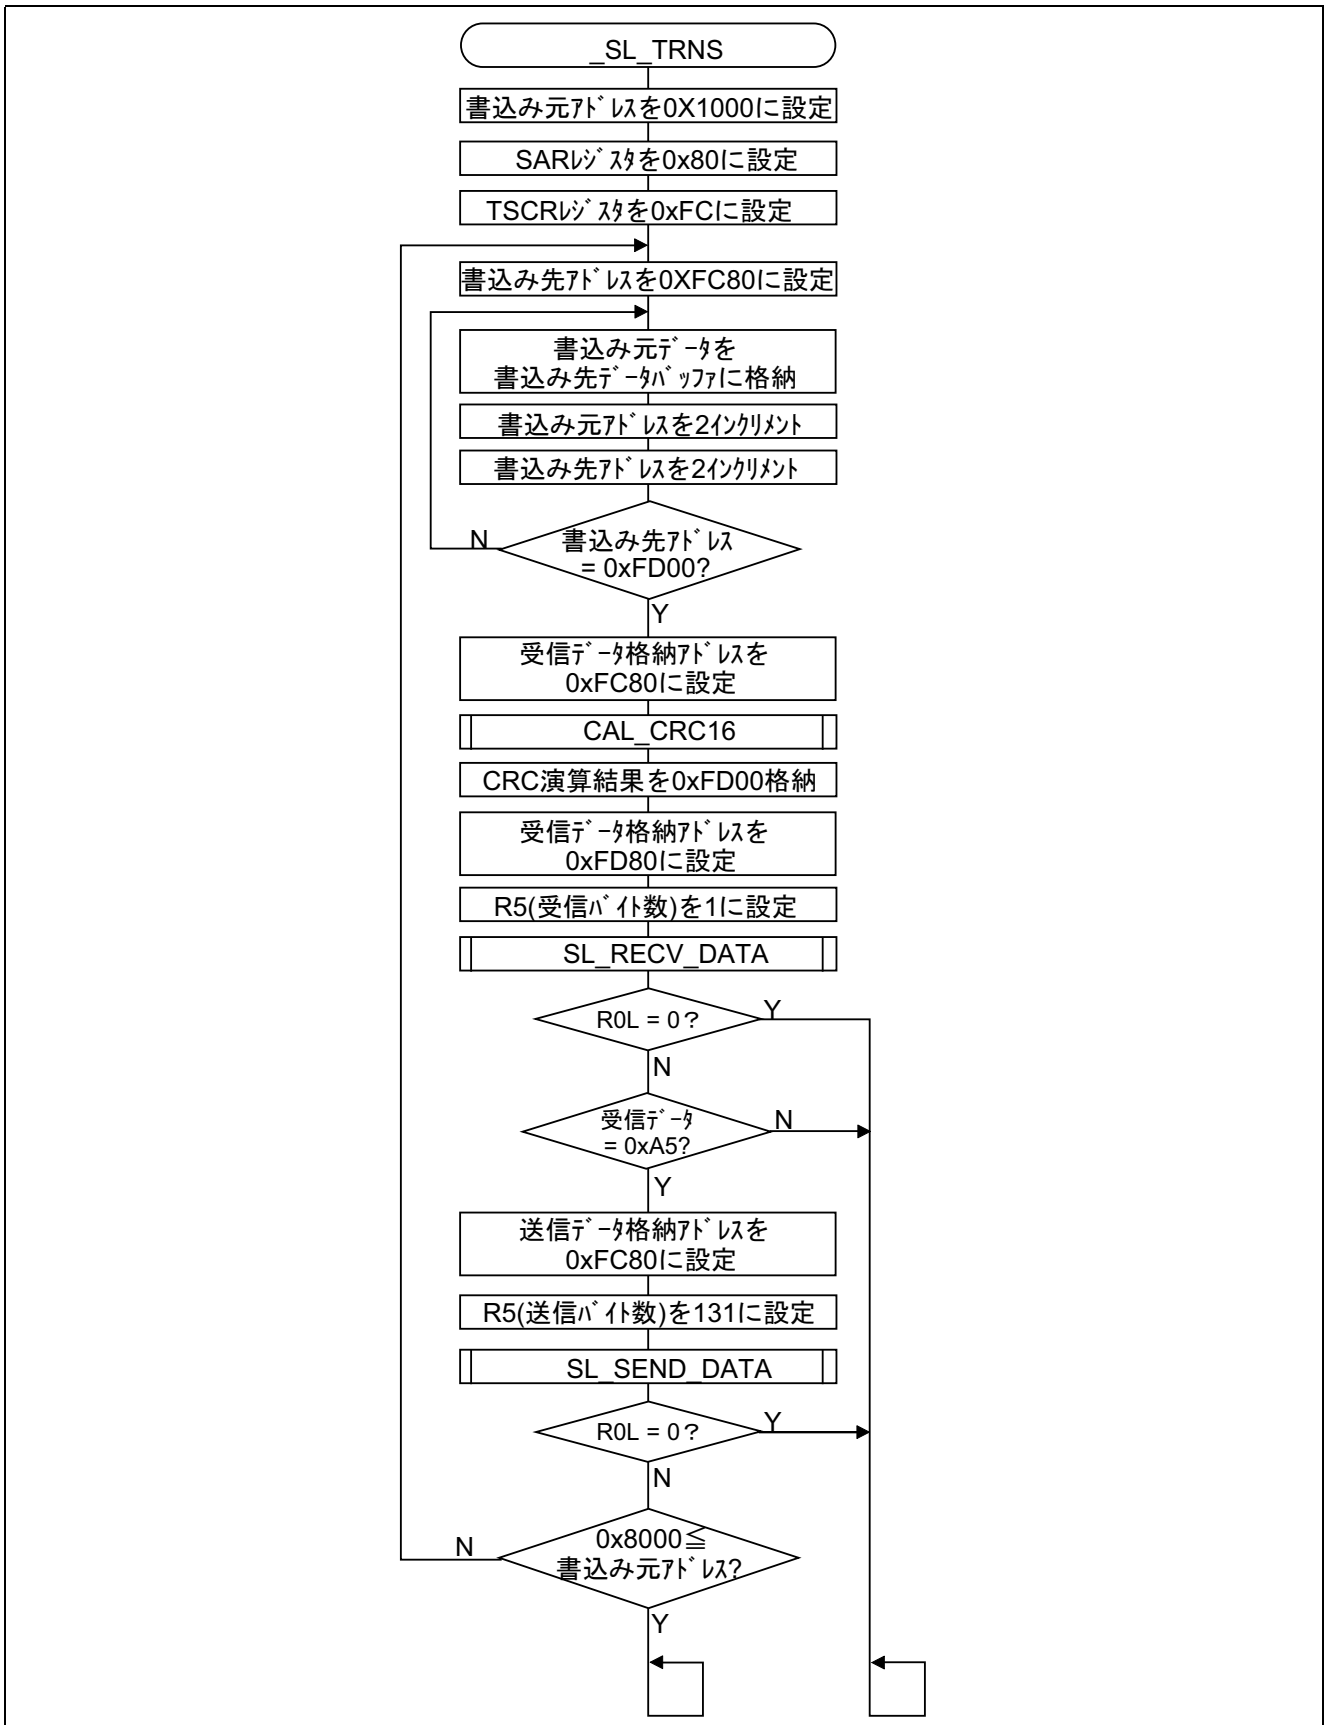 _SL_TRNS
書込み元ｱﾄﾞﾚｽを0X1000に設定
SARﾚｼﾞｽﾀを0x80に設定
TSCRﾚｼﾞｽﾀを0xFCに設定
書込み先ｱﾄﾞﾚｽを0XFC80に設定
書込み元ﾃﾞｰﾀを
書込み先ﾃﾞｰﾀﾊﾞｯﾌｧに格納
書込み元ｱﾄﾞﾚｽを2ｲﾝｸﾘﾒﾝﾄ
書込み先ｱﾄﾞﾚｽを2ｲﾝｸﾘﾒﾝﾄ
N
書込み先ｱﾄﾞﾚｽ
= 0xFD00?
Y
受信ﾃﾞｰﾀ格納ｱﾄﾞﾚｽを
0xFC80に設定
CAL_CRC16
CRC演算結果を0xFD00格納
受信ﾃﾞｰﾀ格納ｱﾄﾞﾚｽを
0xFD80に設定
R5(受信ﾊﾞｲﾄ数)を1に設定
SL_RECV_DATA
R0L = 0？
Y
N
受信ﾃﾞｰﾀ
= 0xA5?
N
Y
送信ﾃﾞｰﾀ格納ｱﾄﾞﾚｽを
0xFC80に設定
R5(送信ﾊﾞｲﾄ数)を131に設定
SL_SEND_DATA
R0L = 0？
Y
N
0x8000≦
書込み元ｱﾄﾞﾚｽ?
N
Y